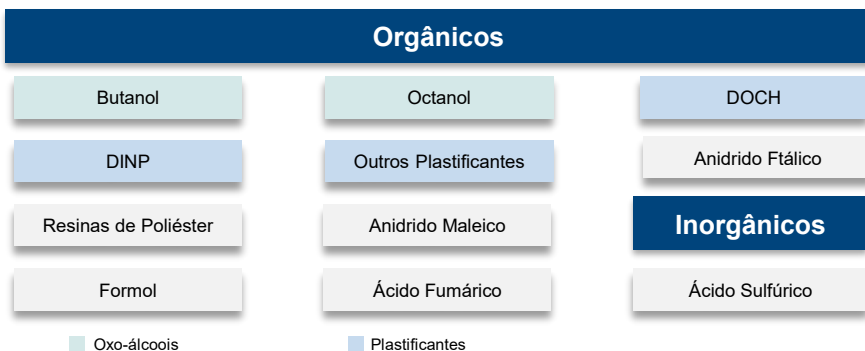 Orgânicos
Butanol
Octanol
DOCH
DINP
Outros Plastificantes
Anidrido Ftálico
Resinas de Poliéster
Anidrido Maleico
Inorgânicos
Formol
Ácido Fumárico
Ácido Sulfúrico
Oxo-álcoois
Plastificantes